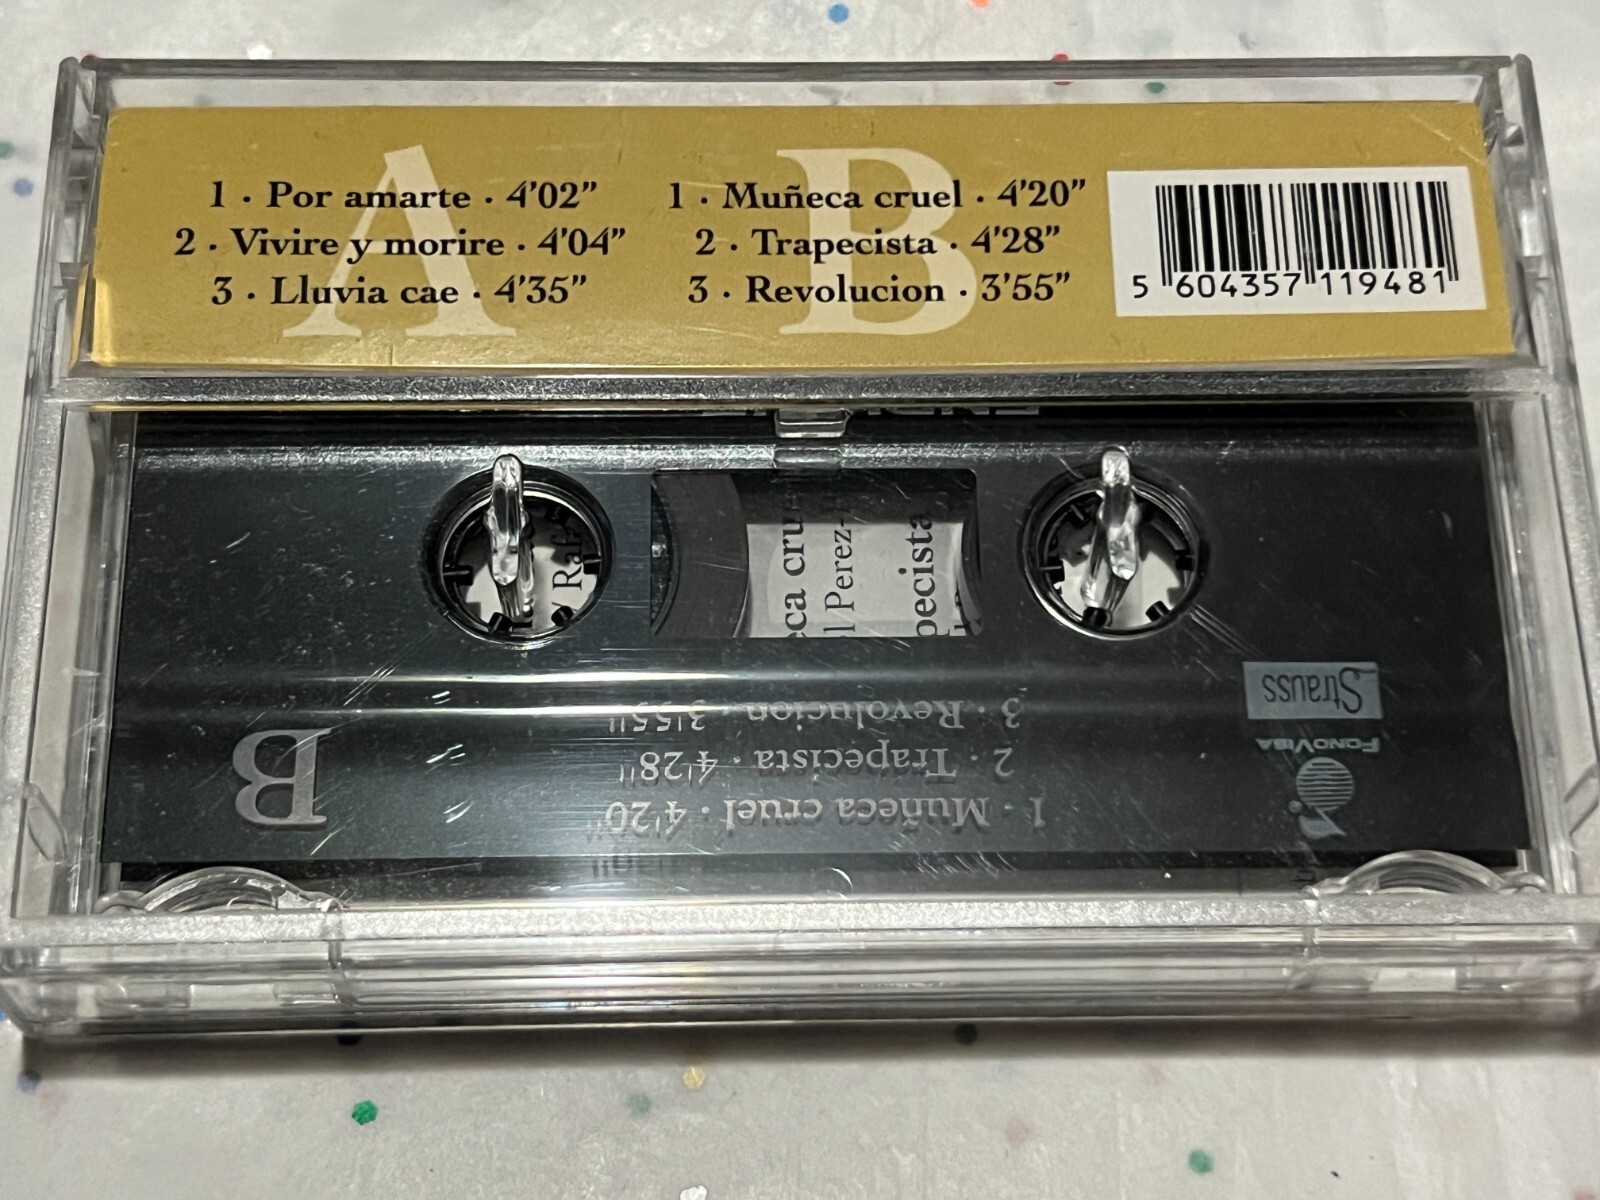 A
1 · Por amarte · 4'02"
2 · Vivire y morire · 4'04"
3 · Lluvia cae · 4'35"
B
1 · Muñeca cruel · 4'20"
2 · Trapecista · 4'28"
3 · Revolucion · 3'55"
5 604357 119481
eca cru
l Perez-
pecista
Raf
Strauss
FONOVISA
B
1 · Muñeca cruel · 4'20"
2 · Trapecista · 4'28"
3 · Revolucion · 3'55"